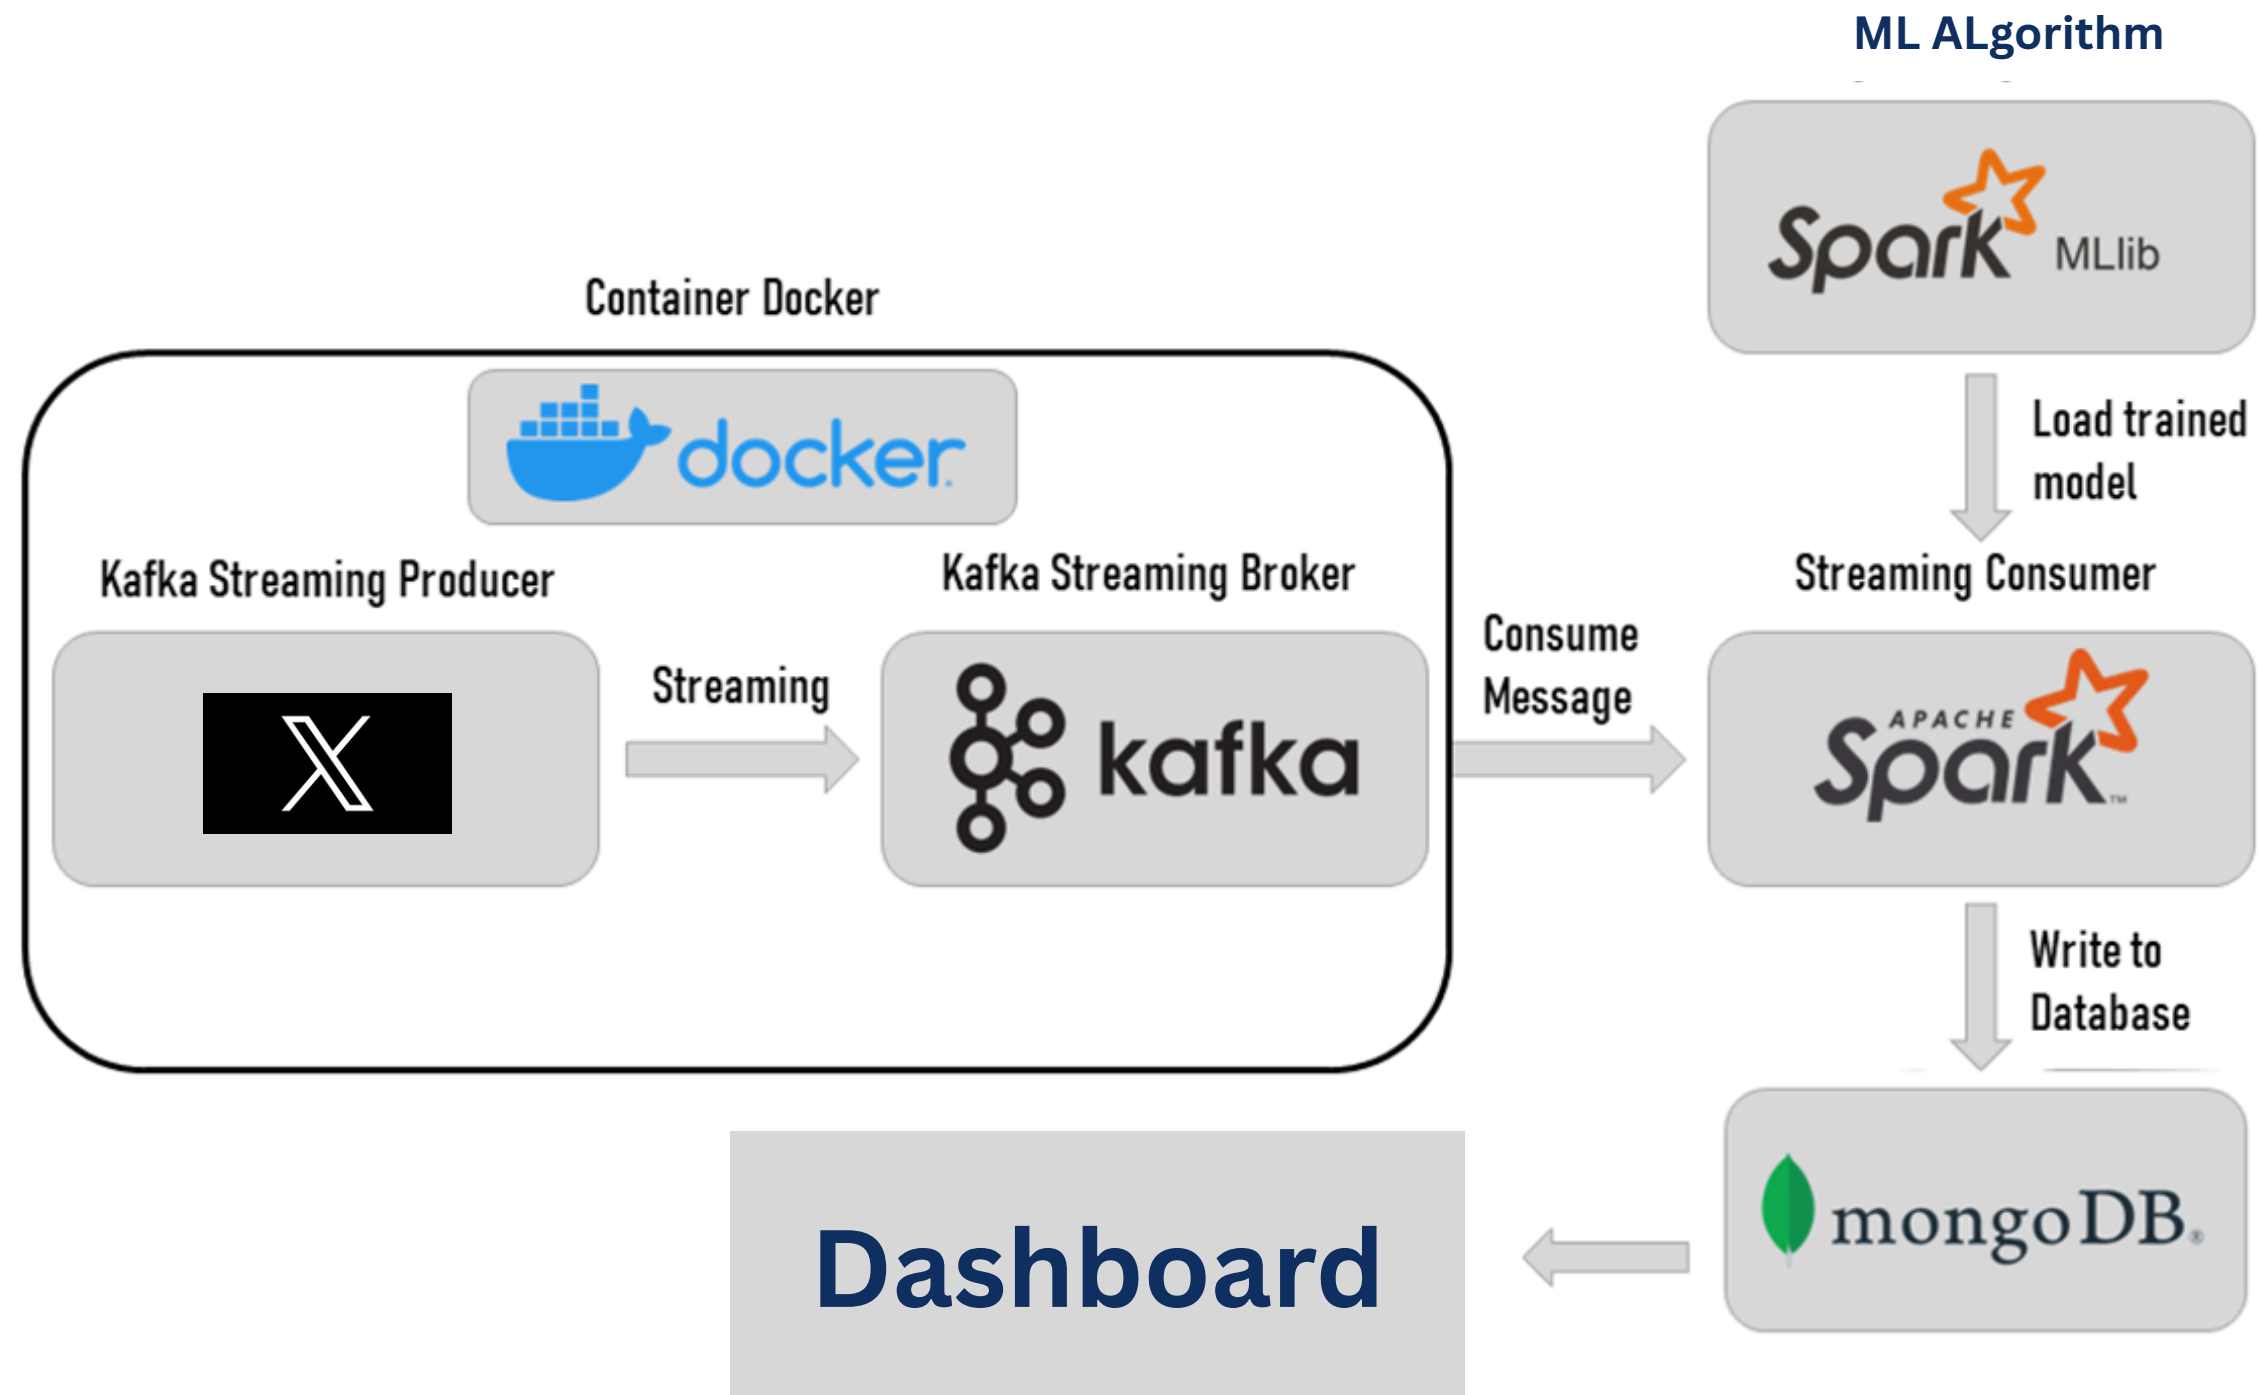 ML ALgorithm
Spark MLlib
Load trained
model
Container Docker
docker
Kafka Streaming Producer
Kafka Streaming Broker
Streaming Consumer
X
Streaming
kafka
Consume
Message
APACHE
Spark™
Write to
Database
mongoDB®
Dashboard